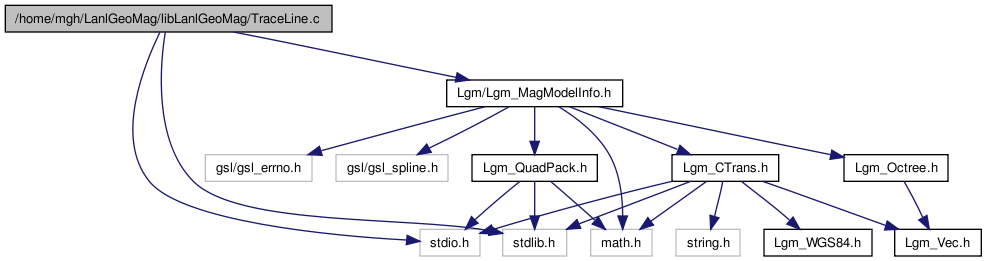 /home/mgh/LanlGeoMag/libLanlGeoMag/TraceLine.c
Lgm/Lgm_MagModelInfo.h
gsl/gsl_errno.h
gsl/gsl_spline.h
Lgm_QuadPack.h
Lgm_CTrans.h
Lgm_Octree.h
stdio.h
stdlib.h
math.h
string.h
Lgm_WGS84.h
Lgm_Vec.h